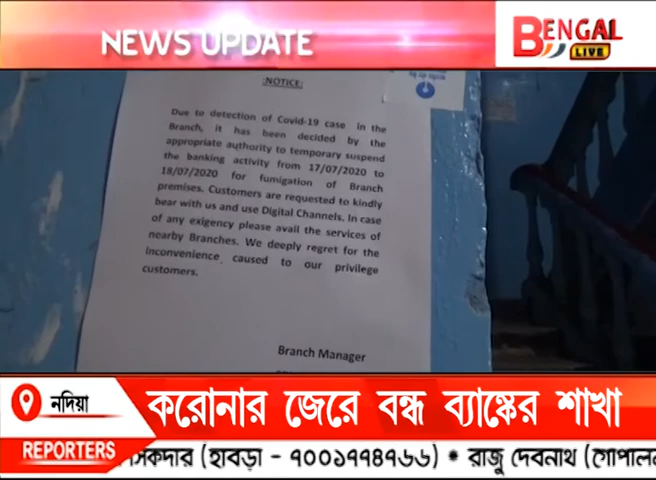 NEWS UPDATE
BENGAL
LIVE
NOTICE
Due to detection of Covid-19 case in the
Branch, it has been decided by the
appropriate authority to temporary suspend
the banking activity from 17/07/2020 to
18/07/2020 for fumigation of Branch
premises. Customers are requested to kindly
bear with us and use Digital Channels. In case
of any exigency please avail the services of
nearby Branches. We deeply regret for the
inconvenience caused to our privilege
customers.
Branch Manager
নদিয়া
করোনার জেরে বন্ধ ব্যাঙ্কের শাখা
REPORTERS
(হাবড়া - ৭০০১৭৭৪৭৬৬) * রাজু দেবনাথ